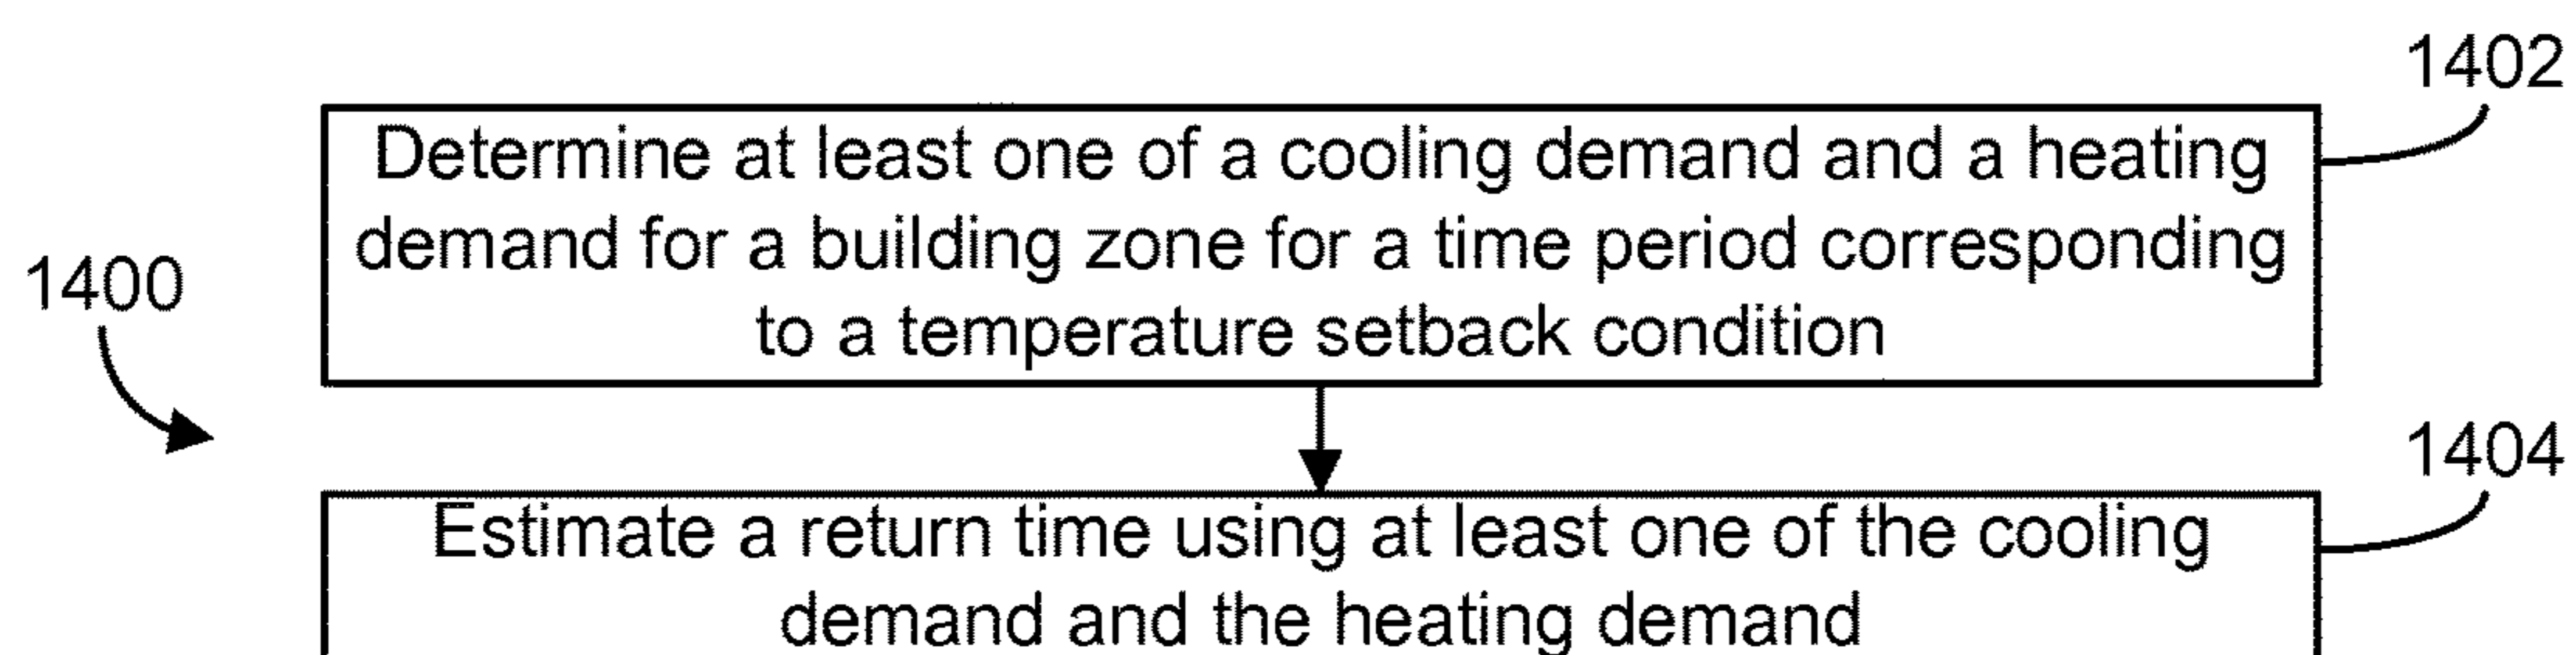 1402
Determine at least one of a cooling demand and a heating
demand for a building zone for a time period corresponding
to a temperature setback condition
1400
1404
Estimate a return time using at least one of the cooling
demand and the heating demand